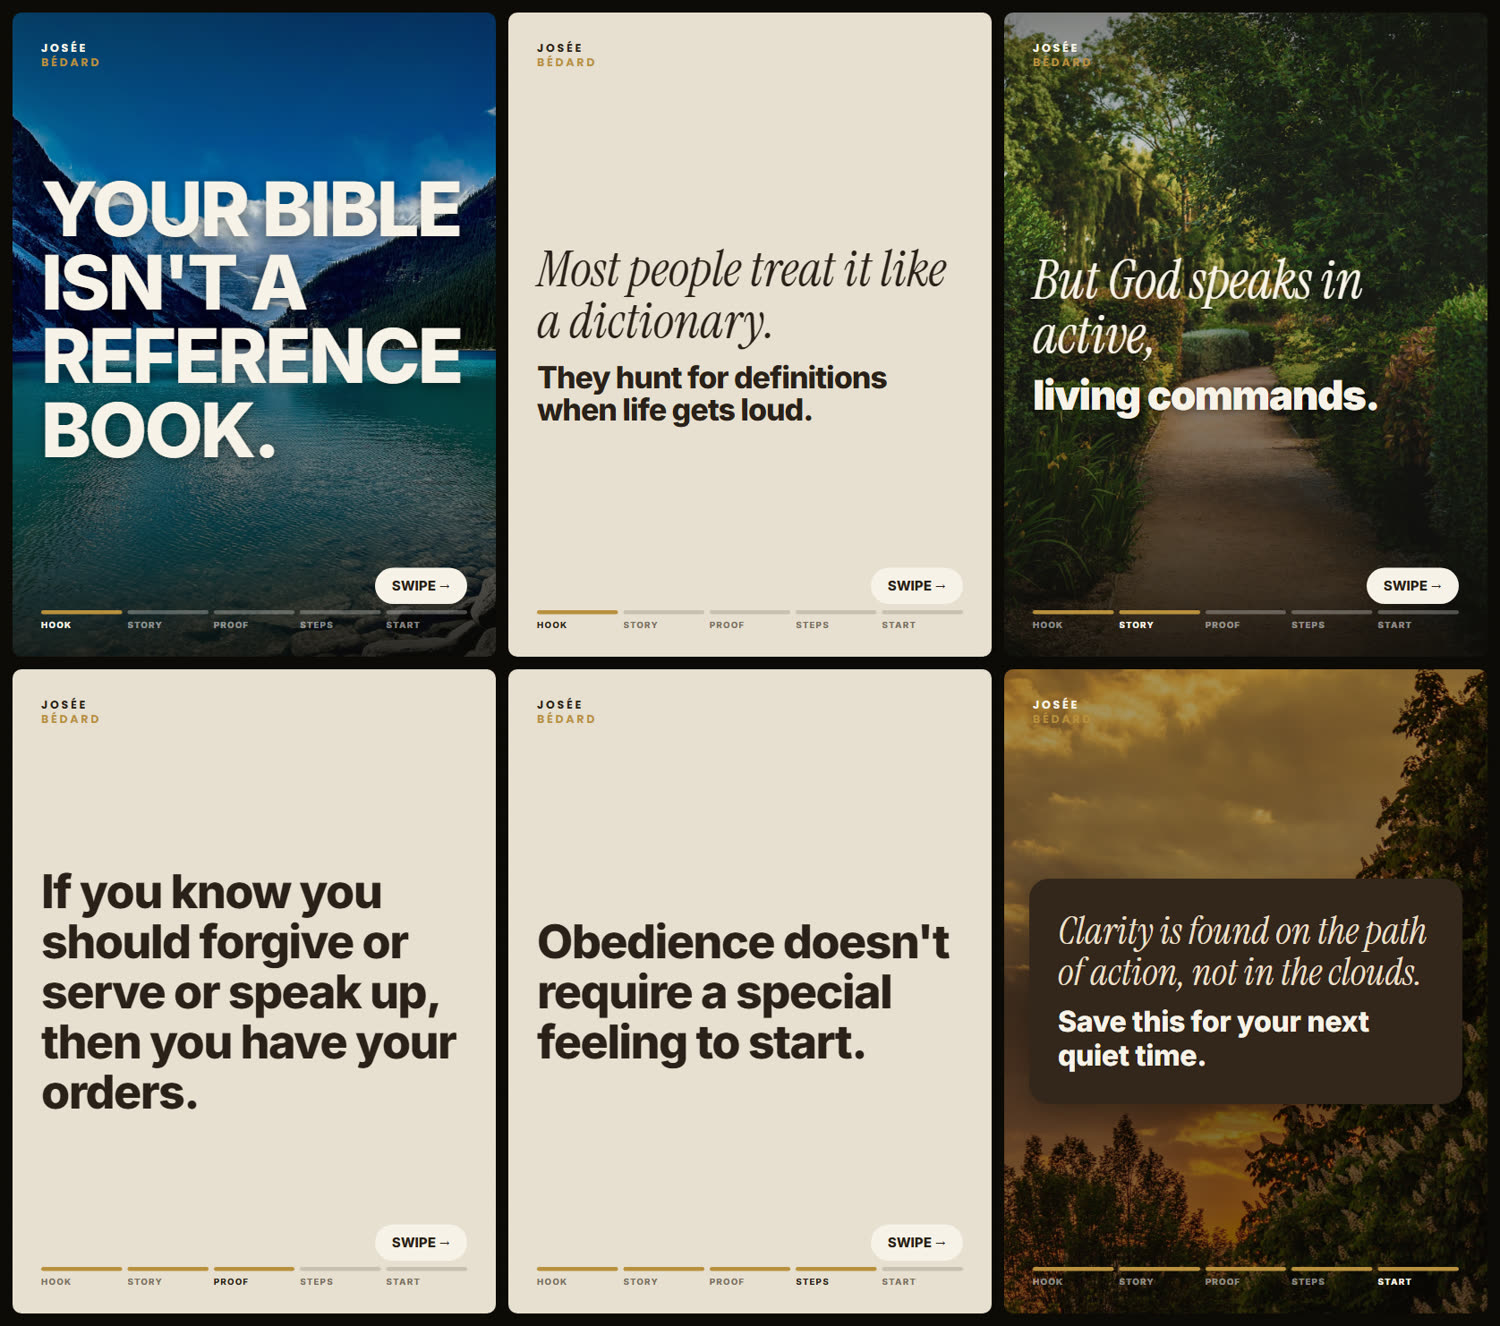 JOSÉE
BÉDARD
YOUR BIBLE
ISN'T A
REFERENCE
BOOK.
SWIPE →
HOOK STORY PROOF STEPS START
JOSÉE
BÉDARD
Most people treat it like
a dictionary.
They hunt for definitions
when life gets loud.
SWIPE →
HOOK STORY PROOF STEPS START
JOSÉE
BÉDARD
But God speaks in
active,
living commands.
SWIPE →
HOOK STORY PROOF STEPS START
JOSÉE
BÉDARD
If you know you
should forgive or
serve or speak up,
then you have your
orders.
SWIPE →
HOOK STORY PROOF STEPS START
JOSÉE
BÉDARD
Obedience doesn't
require a special
feeling to start.
SWIPE →
HOOK STORY PROOF STEPS START
JOSÉE
BÉDARD
Clarity is found on the path
of action, not in the clouds.
Save this for your next
quiet time.
HOOK STORY PROOF STEPS START